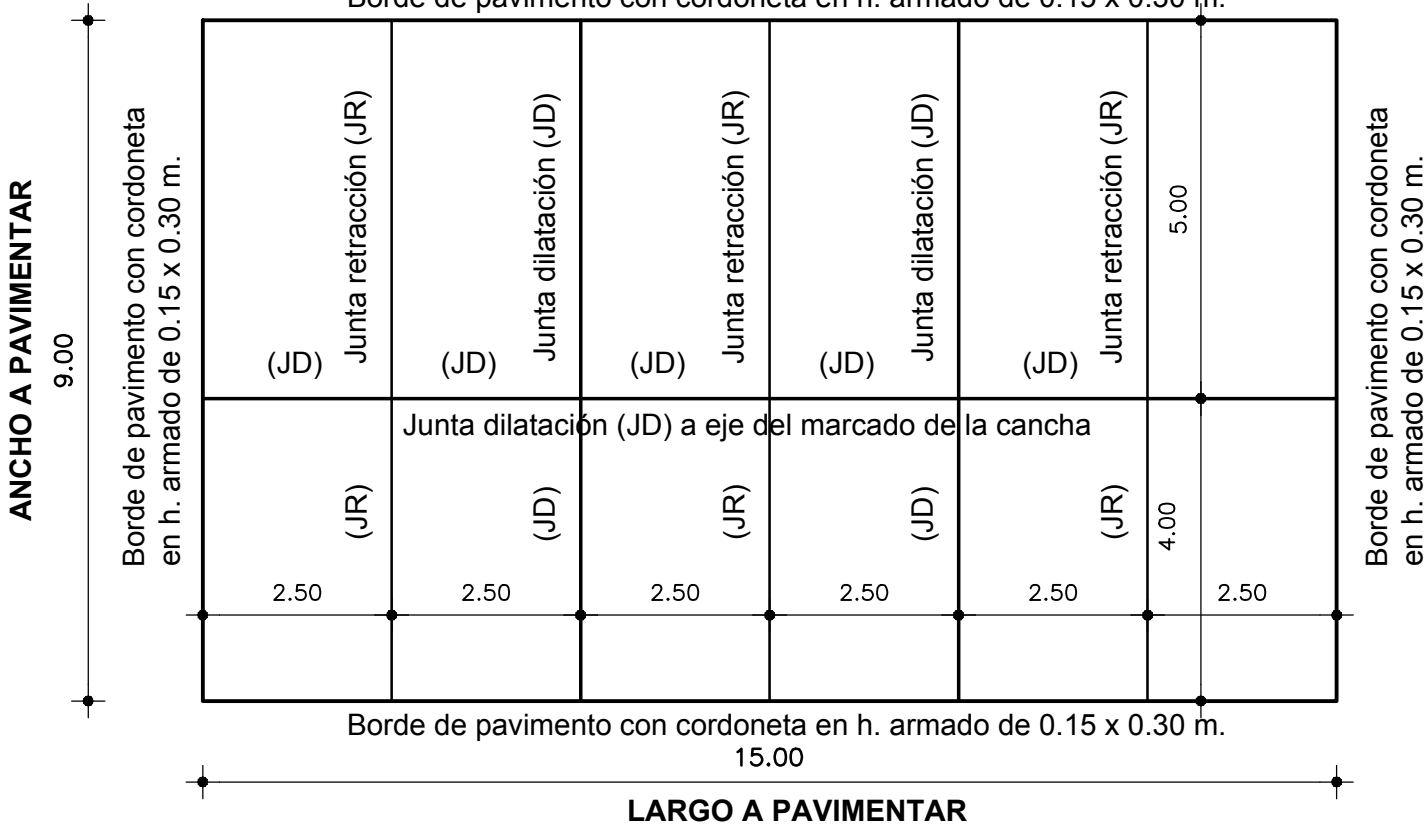 Borde de pavimento con cordoneta en h. armado de 0.15 x 0.30 m.
ANCHO A PAVIMENTAR
9.00
Borde de pavimento con cordoneta
en h. armado de 0.15 x 0.30 m.
Junta retracción (JR)
Junta dilatación (JD)
Junta retracción (JR)
Junta dilatación (JD)
Junta retracción (JR)
5.00
(JD)
(JD)
(JD)
(JD)
(JD)
Junta dilatación (JD) a eje del marcado de la cancha
(JR)
(JD)
(JR)
(JD)
(JR)
4.00
2.50
2.50
2.50
2.50
2.50
2.50
Borde de pavimento con cordoneta
en h. armado de 0.15 x 0.30 m.
Borde de pavimento con cordoneta en h. armado de 0.15 x 0.30 m.
15.00
LARGO A PAVIMENTAR